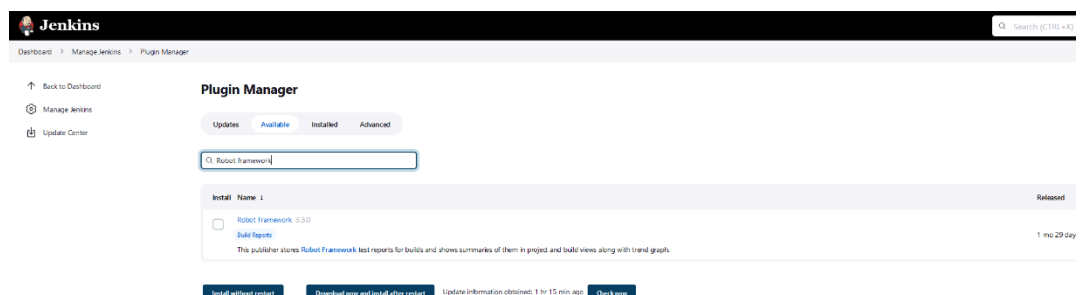 Jenkins
Search (CTRL+K)
Dashboard > Manage Jenkins > Plugin Manager
Back to Dashboard
Manage Jenkins
Update Center
Plugin Manager
Updates Available Installed Advanced
Robot framework
Install Name ↓ Released
Robot Framework 3.3.0
Build Reports
1 mo 29 day
This publisher stores Robot Framework test reports for builds and shows summaries of them in project and build views along with trend graph.
Install without restart Download now and install after restart Update information obtained: 1 hr 15 min ago Check now